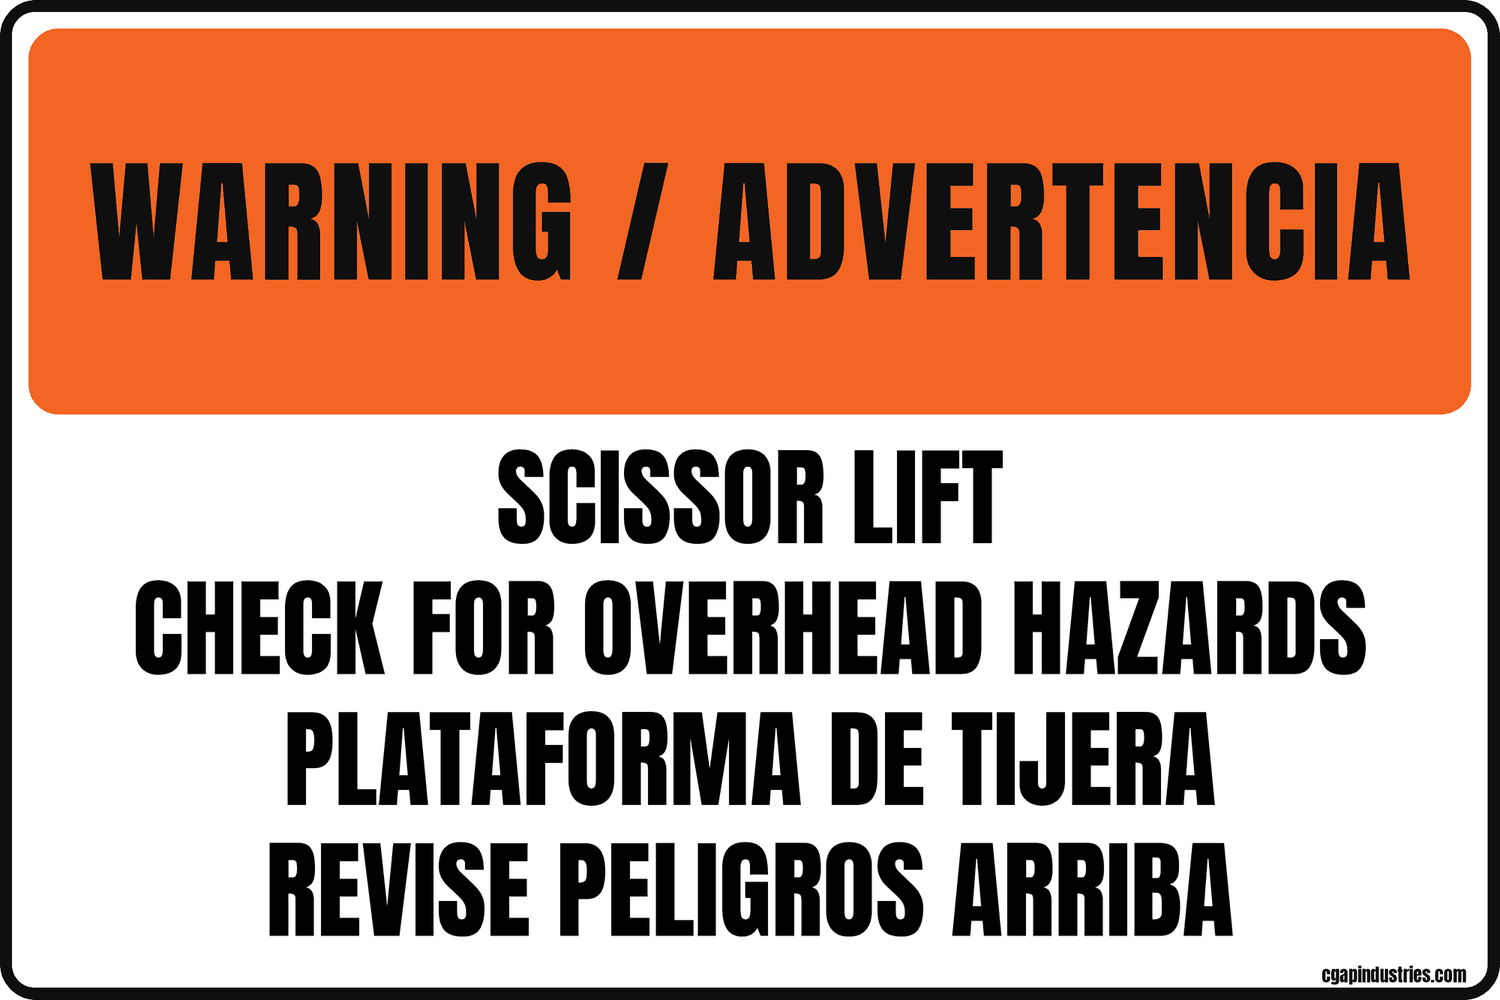 WARNING / ADVERTENCIA
SCISSOR LIFT
CHECK FOR OVERHEAD HAZARDS
PLATAFORMA DE TIJERA
REVISE PELIGROS ARRIBA
cgapindustries.com